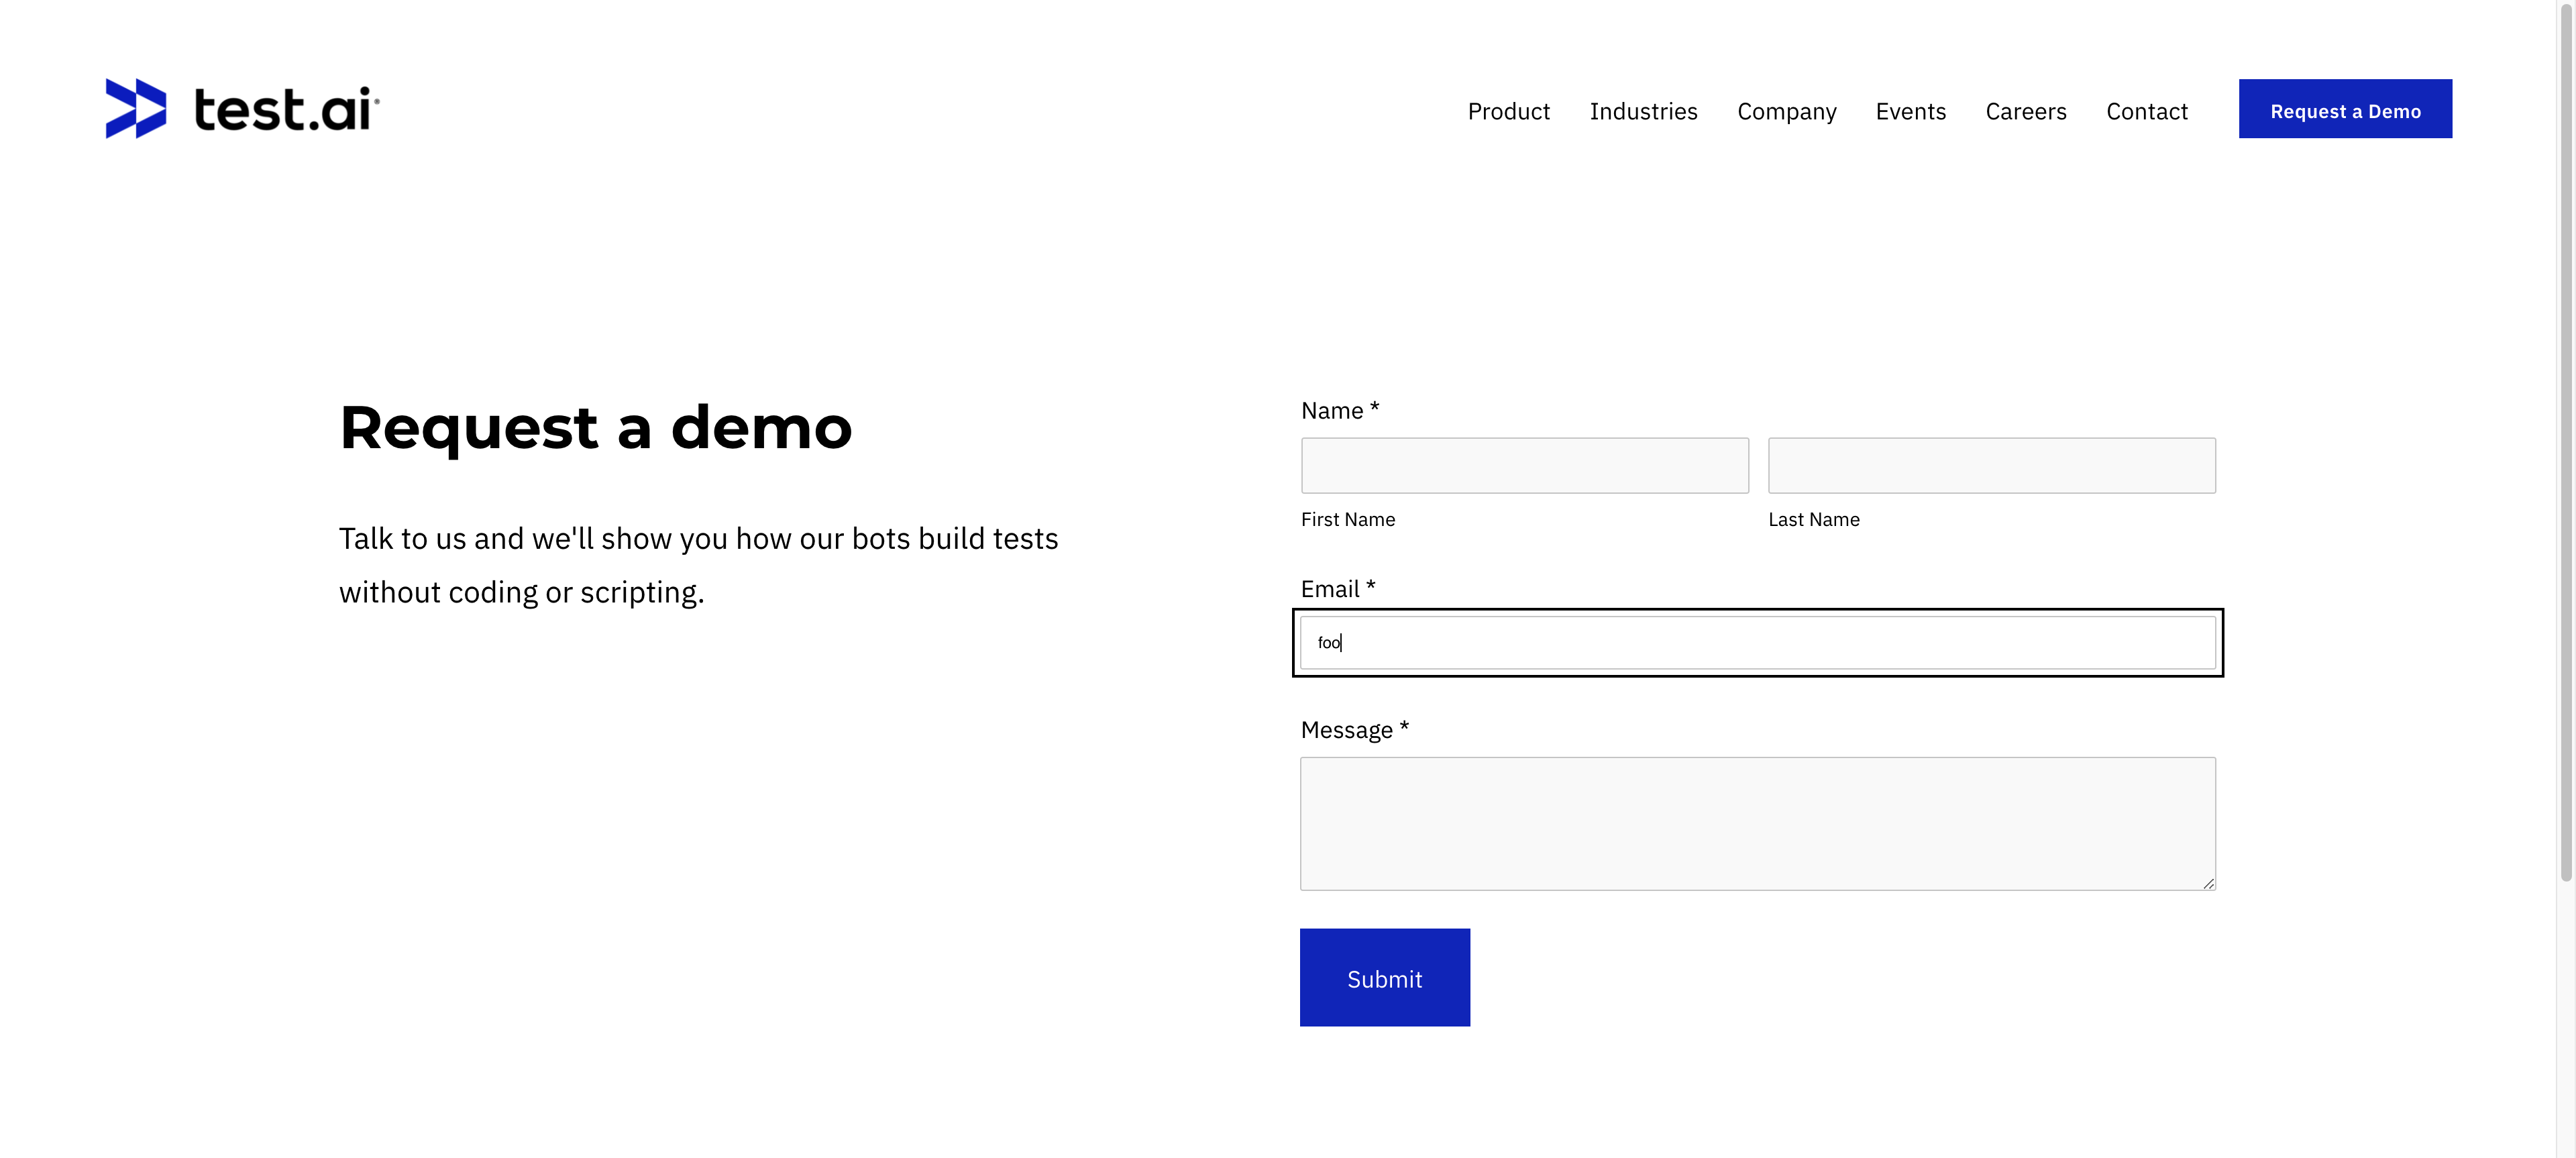 test.ai®
Product Industries Company Events Careers Contact Request a Demo
Request a demo
Talk to us and we'll show you how our bots build tests
without coding or scripting.
Name *
First Name Last Name
Email *
foo
Message *
Submit